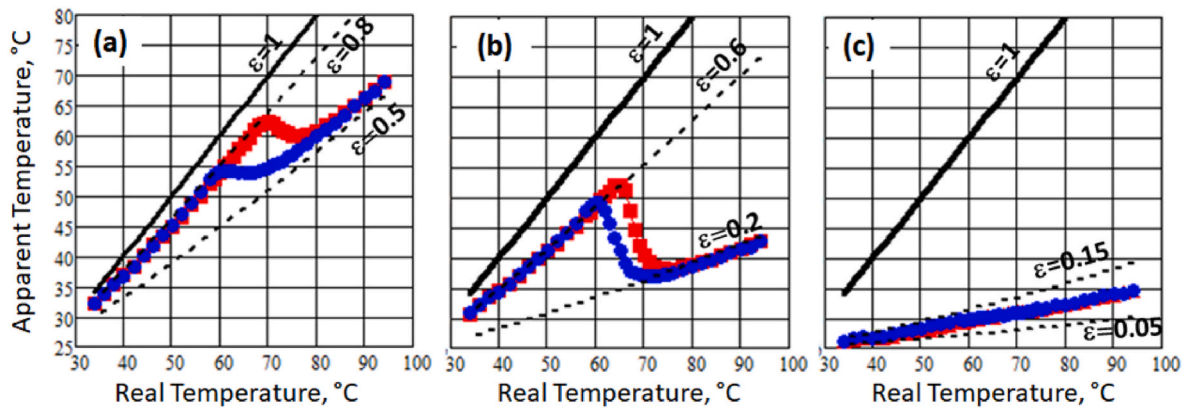 (a)
ε=1
ε=0.8
ε=0.5
(b)
ε=1
ε=0.6
ε=0.2
(c)
ε=1
ε=0.15
ε=0.05
Apparent Temperature, °C
80
75
70
65
60
55
50
45
40
35
30
25
30 40 50 60 70 80 90 100
30 40 50 60 70 80 90 100
30 40 50 60 70 80 90 100
Real Temperature, °C
Real Temperature, °C
Real Temperature, °C